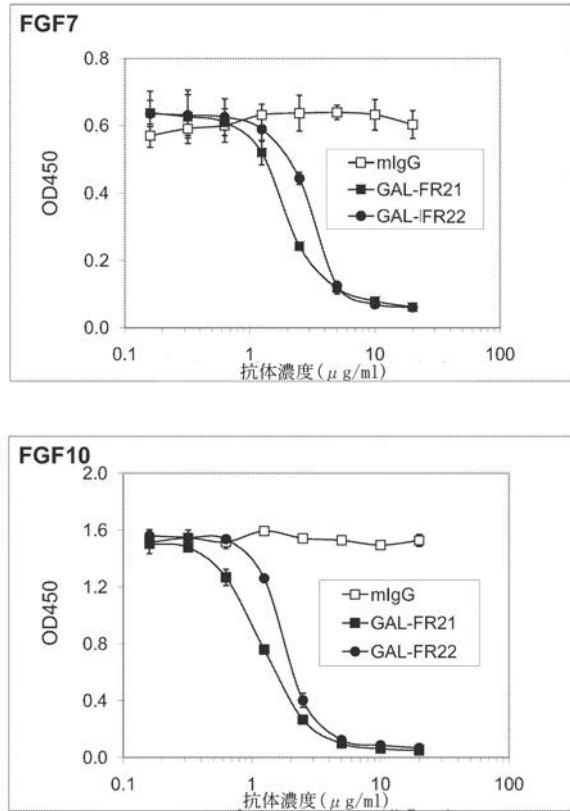 FGF7
0.8
0.6
0.4
0.2
0.0
OD450
mIgG
GAL-FR21
GAL-IFR22
0.1
1
10
100
抗体濃度(μg/ml)
FGF10
2.0
1.6
1.2
0.8
0.4
0.0
OD450
mIgG
GAL-FR21
GAL-FR22
0.1
1
10
100
抗体濃度(μg/ml)